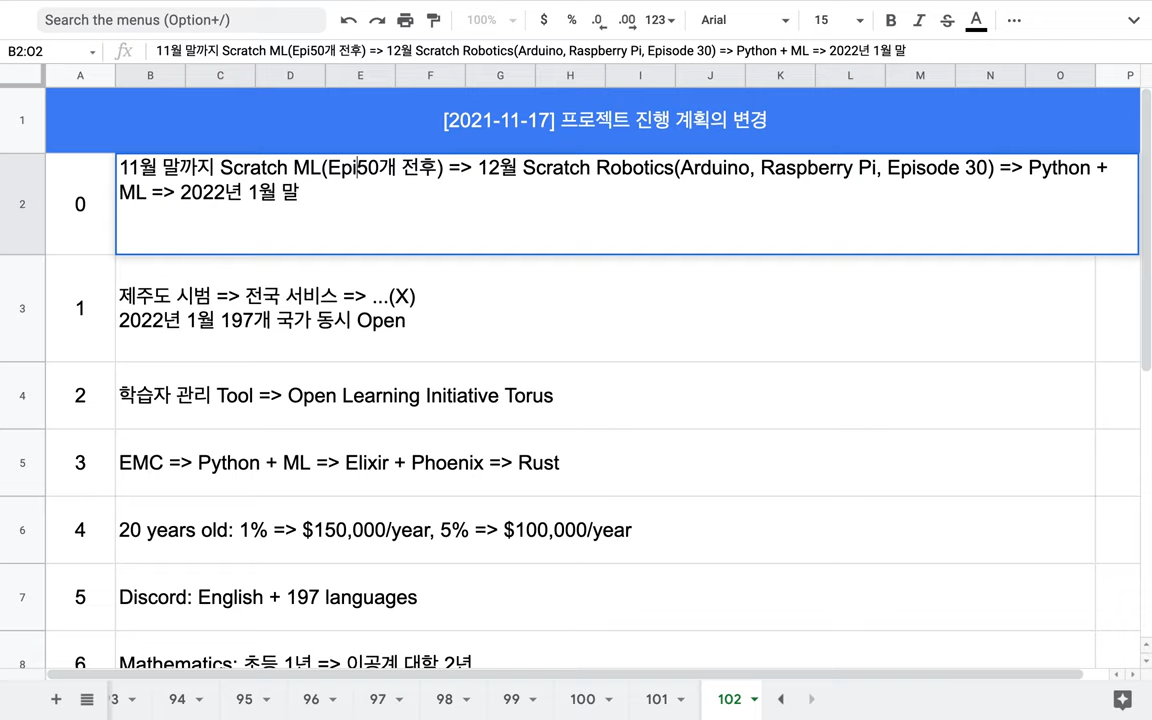 Search the menus (Option+/)
100%
$ % .0 .00 123 Arial 15 B I S A
B2:O2 fx 11월 말까지 Scratch ML(Epi50개 전후) => 12월 Scratch Robotics(Arduino, Raspberry Pi, Episode 30) => Python + ML => 2022년 1월 말
A B C D E F G H I J K L M N O P
1 [2021-11-17] 프로젝트 진행 계획의 변경
2 0 11월 말까지 Scratch ML(Epi50개 전후) => 12월 Scratch Robotics(Arduino, Raspberry Pi, Episode 30) => Python +
ML => 2022년 1월 말
3 1 제주도 시범 => 전국 서비스 => ...(X)
2022년 1월 197개 국가 동시 Open
4 2 학습자 관리 Tool => Open Learning Initiative Torus
5 3 EMC => Python + ML => Elixir + Phoenix => Rust
6 4 20 years old: 1% => $150,000/year, 5% => $100,000/year
7 5 Discord: English + 197 languages
8 6 Mathematics: 초등 1년 => 이공계 대학 2년
3 94 95 96 97 98 99 100 101 102